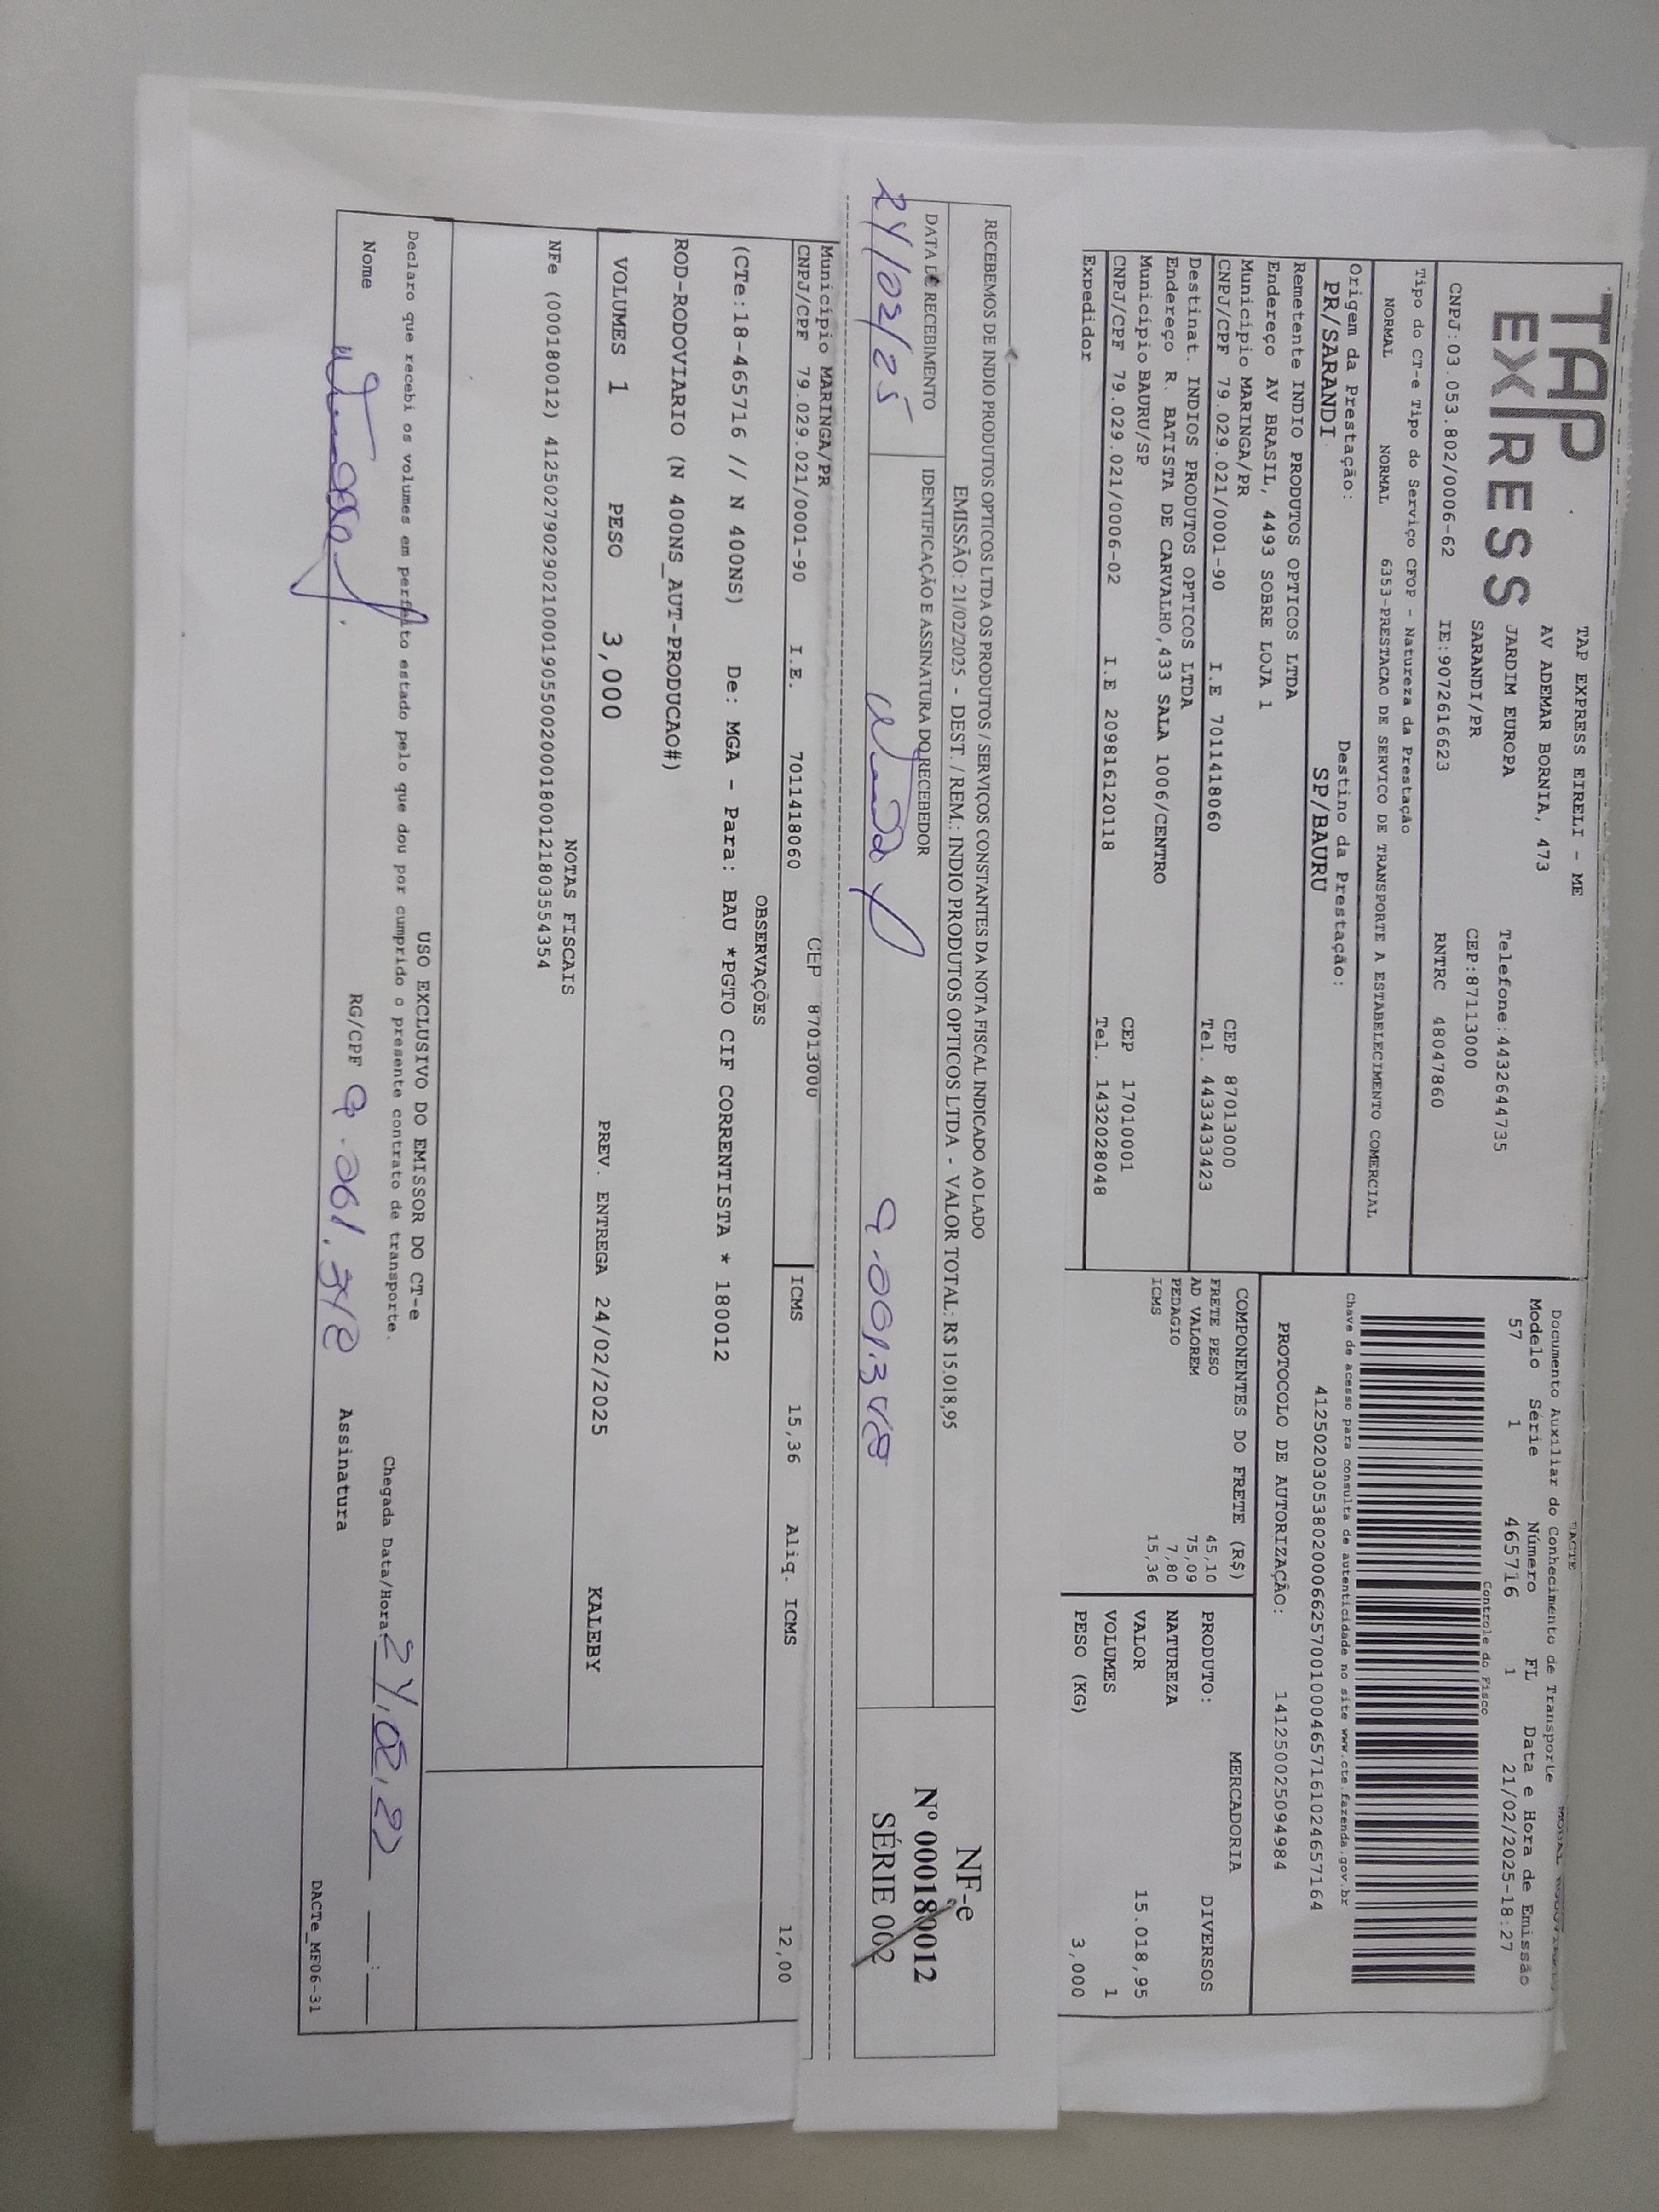 TAP
EXPRESS
TAP EXPRESS EIRELI - ME
AV ADEMAR BORNIA, 473
JARDIM EUROPA Telefone:4432644735
SARANDI/PR CEP:87113000
CNPJ:03.053.802/0006-62 IE:9072616623 RNTRC 48047860
DACTE
Documento Auxiliar do Conhecimento de Transporte
Modelo Série Número FL Data e Hora de Emissão
57 1 465716 1 21/02/2025-18:27
Controle do Fisco
Tipo do CT-e Tipo do Serviço CFOP - Natureza da Prestação
NORMAL NORMAL 6353-PRESTACAO DE SERVICO DE TRANSPORTE A ESTABELECIMENTO COMERCIAL
Chave de acesso para consulta de autenticidade no site www.cte.fazenda.gov.br
41250203053802000662570010004657161024657164
Origem da Prestação: Destino da Prestação:
PR/SARANDI SP/BAURU
PROTOCOLO DE AUTORIZAÇÃO: 141250025094984
Remetente INDIO PRODUTOS OPTICOS LTDA
Endereço AV BRASIL, 4493 SOBRE LOJA 1
Município MARINGA/PR CEP 87013000
CNPJ/CPF 79.029.021/0001-90 I.E 7011418060 Tel. 443343​3423
Destinat. INDIOS PRODUTOS OPTICOS LTDA
Endereço R. BATISTA DE CARVALHO,433 SALA 1006/CENTRO
Município BAURU/SP CEP 17010001
CNPJ/CPF 79.029.021/0006-02 I.E 209816120118 Tel. 1432028048
Expedidor
COMPONENTES DO FRETE (R$)
FRETE PESO 45,10
AD VALOREM 75,09
PEDAGIO 7,80
ICMS 15,36
MERCADORIA
PRODUTO: DIVERSOS
NATUREZA
VALOR 15.018,95
VOLUMES 1
PESO (KG) 3,000
RECEBEMOS DE INDIO PRODUTOS OPTICOS LTDA OS PRODUTOS / SERVIÇOS CONSTANTES DA NOTA FISCAL INDICADO AO LADO
EMISSÃO: 21/02/2025 - DEST. / REM.: INDIO PRODUTOS OPTICOS LTDA - VALOR TOTAL: R$ 15.018,95
DATA DE RECEBIMENTO IDENTIFICAÇÃO E ASSINATURA DO RECEBEDOR
24/02/25
NF-e
Nº 000180012
SÉRIE 002
Município MARINGA/PR CEP 87013000
CNPJ/CPF 79.029.021/0001-90 I.E. 7011418060
ICMS 15,36 Aliq. ICMS 12,00
OBSERVAÇÕES
(CTe:18-465716 // N 400NS) De: MGA - Para: BAU *PGTO CIF CORRENTISTA * 180012
ROD-RODOVIARIO (N 400NS_AUT-PRODUCAO#)
VOLUMES 1 PESO 3,000 PREV. ENTREGA 24/02/2025 KALEBY
NOTAS FISCAIS
NFe (000180012) 41250279029021000190550020001800121803554354
USO EXCLUSIVO DO EMISSOR DO CT-e
Declaro que recebi os volumes em perfeito estado pelo que dou por cumprido o presente contrato de transporte.
Chegada Data/Hora:
Nome RG/CPF Assinatura
DACTe_MF06-31